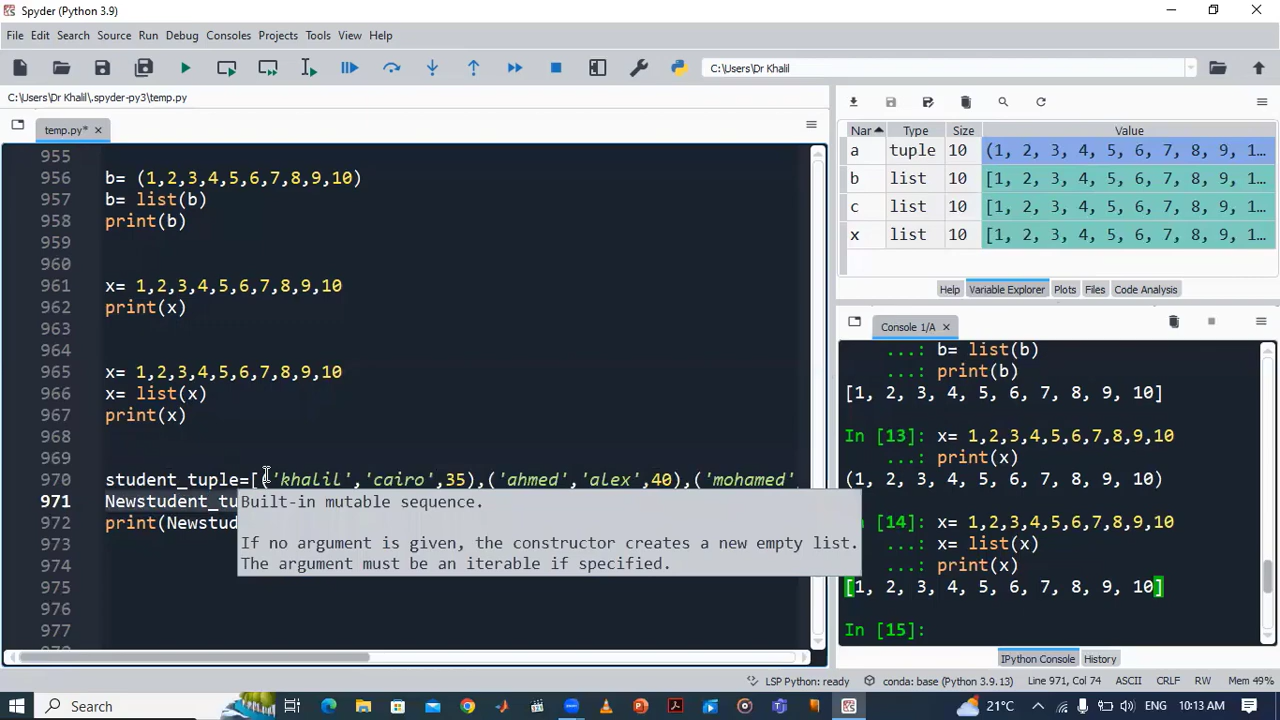 Spyder (Python 3.9)
File Edit Search Source Run Debug Consoles Projects Tools View Help
C:\Users\Dr Khalil
C:\Users\Dr Khalil\.spyder-py3\temp.py
temp.py*
955
956 b= (1,2,3,4,5,6,7,8,9,10)
957 b= list(b)
958 print(b)
959
960
961 x= 1,2,3,4,5,6,7,8,9,10
962 print(x)
963
964
965 x= 1,2,3,4,5,6,7,8,9,10
966 x= list(x)
967 print(x)
968
969
970 student_tuple=[('khalil','cairo',35),('ahmed','alex',40),('mohamed'
971 Newstudent_tu
972 print(Newstud
973
974
975
976
977
Built-in mutable sequence.
If no argument is given, the constructor creates a new empty list.
The argument must be an iterable if specified.
Nar Type Size Value
a tuple 10 (1, 2, 3, 4, 5, 6, 7, 8, 9, 1...
b list 10 [1, 2, 3, 4, 5, 6, 7, 8, 9, 1...
c list 10 [1, 2, 3, 4, 5, 6, 7, 8, 9, 1...
x list 10 [1, 2, 3, 4, 5, 6, 7, 8, 9, 1...
Help Variable Explorer Plots Files Code Analysis
Console 1/A
...: b= list(b)
...: print(b)
[1, 2, 3, 4, 5, 6, 7, 8, 9, 10]
In [13]: x= 1,2,3,4,5,6,7,8,9,10
...: print(x)
(1, 2, 3, 4, 5, 6, 7, 8, 9, 10)
[14]: x= 1,2,3,4,5,6,7,8,9,10
...: x= list(x)
...: print(x)
[1, 2, 3, 4, 5, 6, 7, 8, 9, 10]
In [15]:
IPython Console History
LSP Python: ready conda: base (Python 3.9.13) Line 971, Col 74 ASCII CRLF RW Mem 49%
Search 21°C ENG 10:13 AM